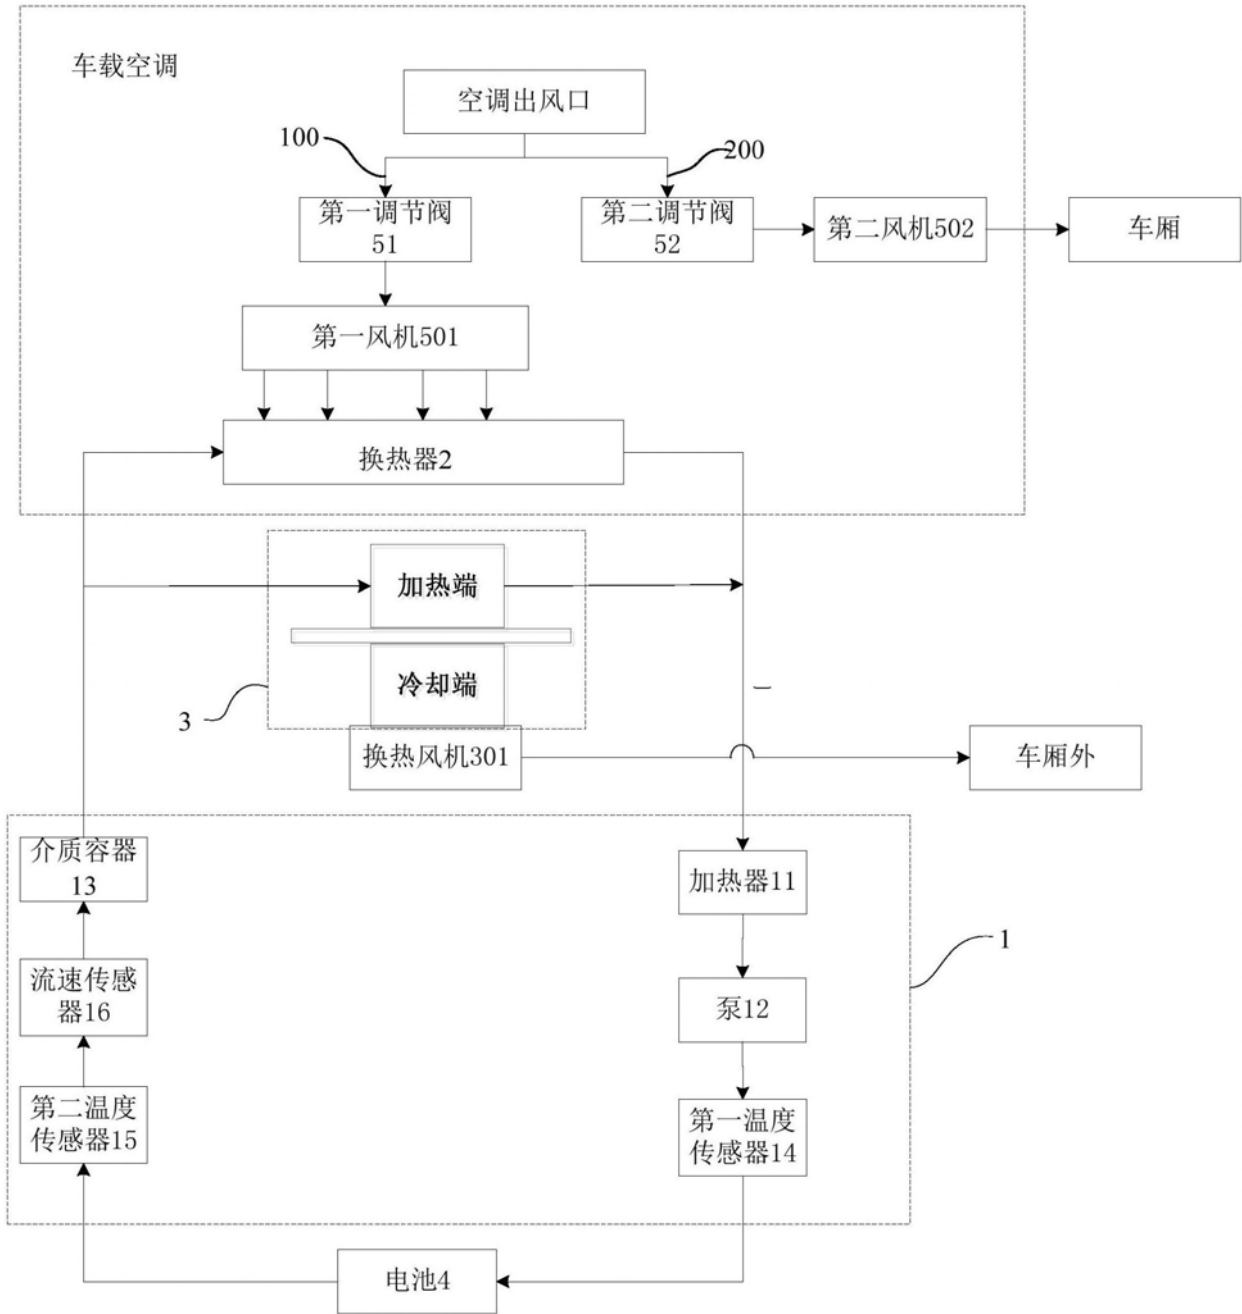 车载空调
空调出风口
100
200
第一调节阀
51
第二调节阀
52
第二风机502
车厢
第一风机501
换热器2
加热端
冷却端
3
换热风机301
车厢外
介质容器
13
加热器11
1
流速传感
器16
泵12
第二温度
传感器15
第一温度
传感器14
电池4